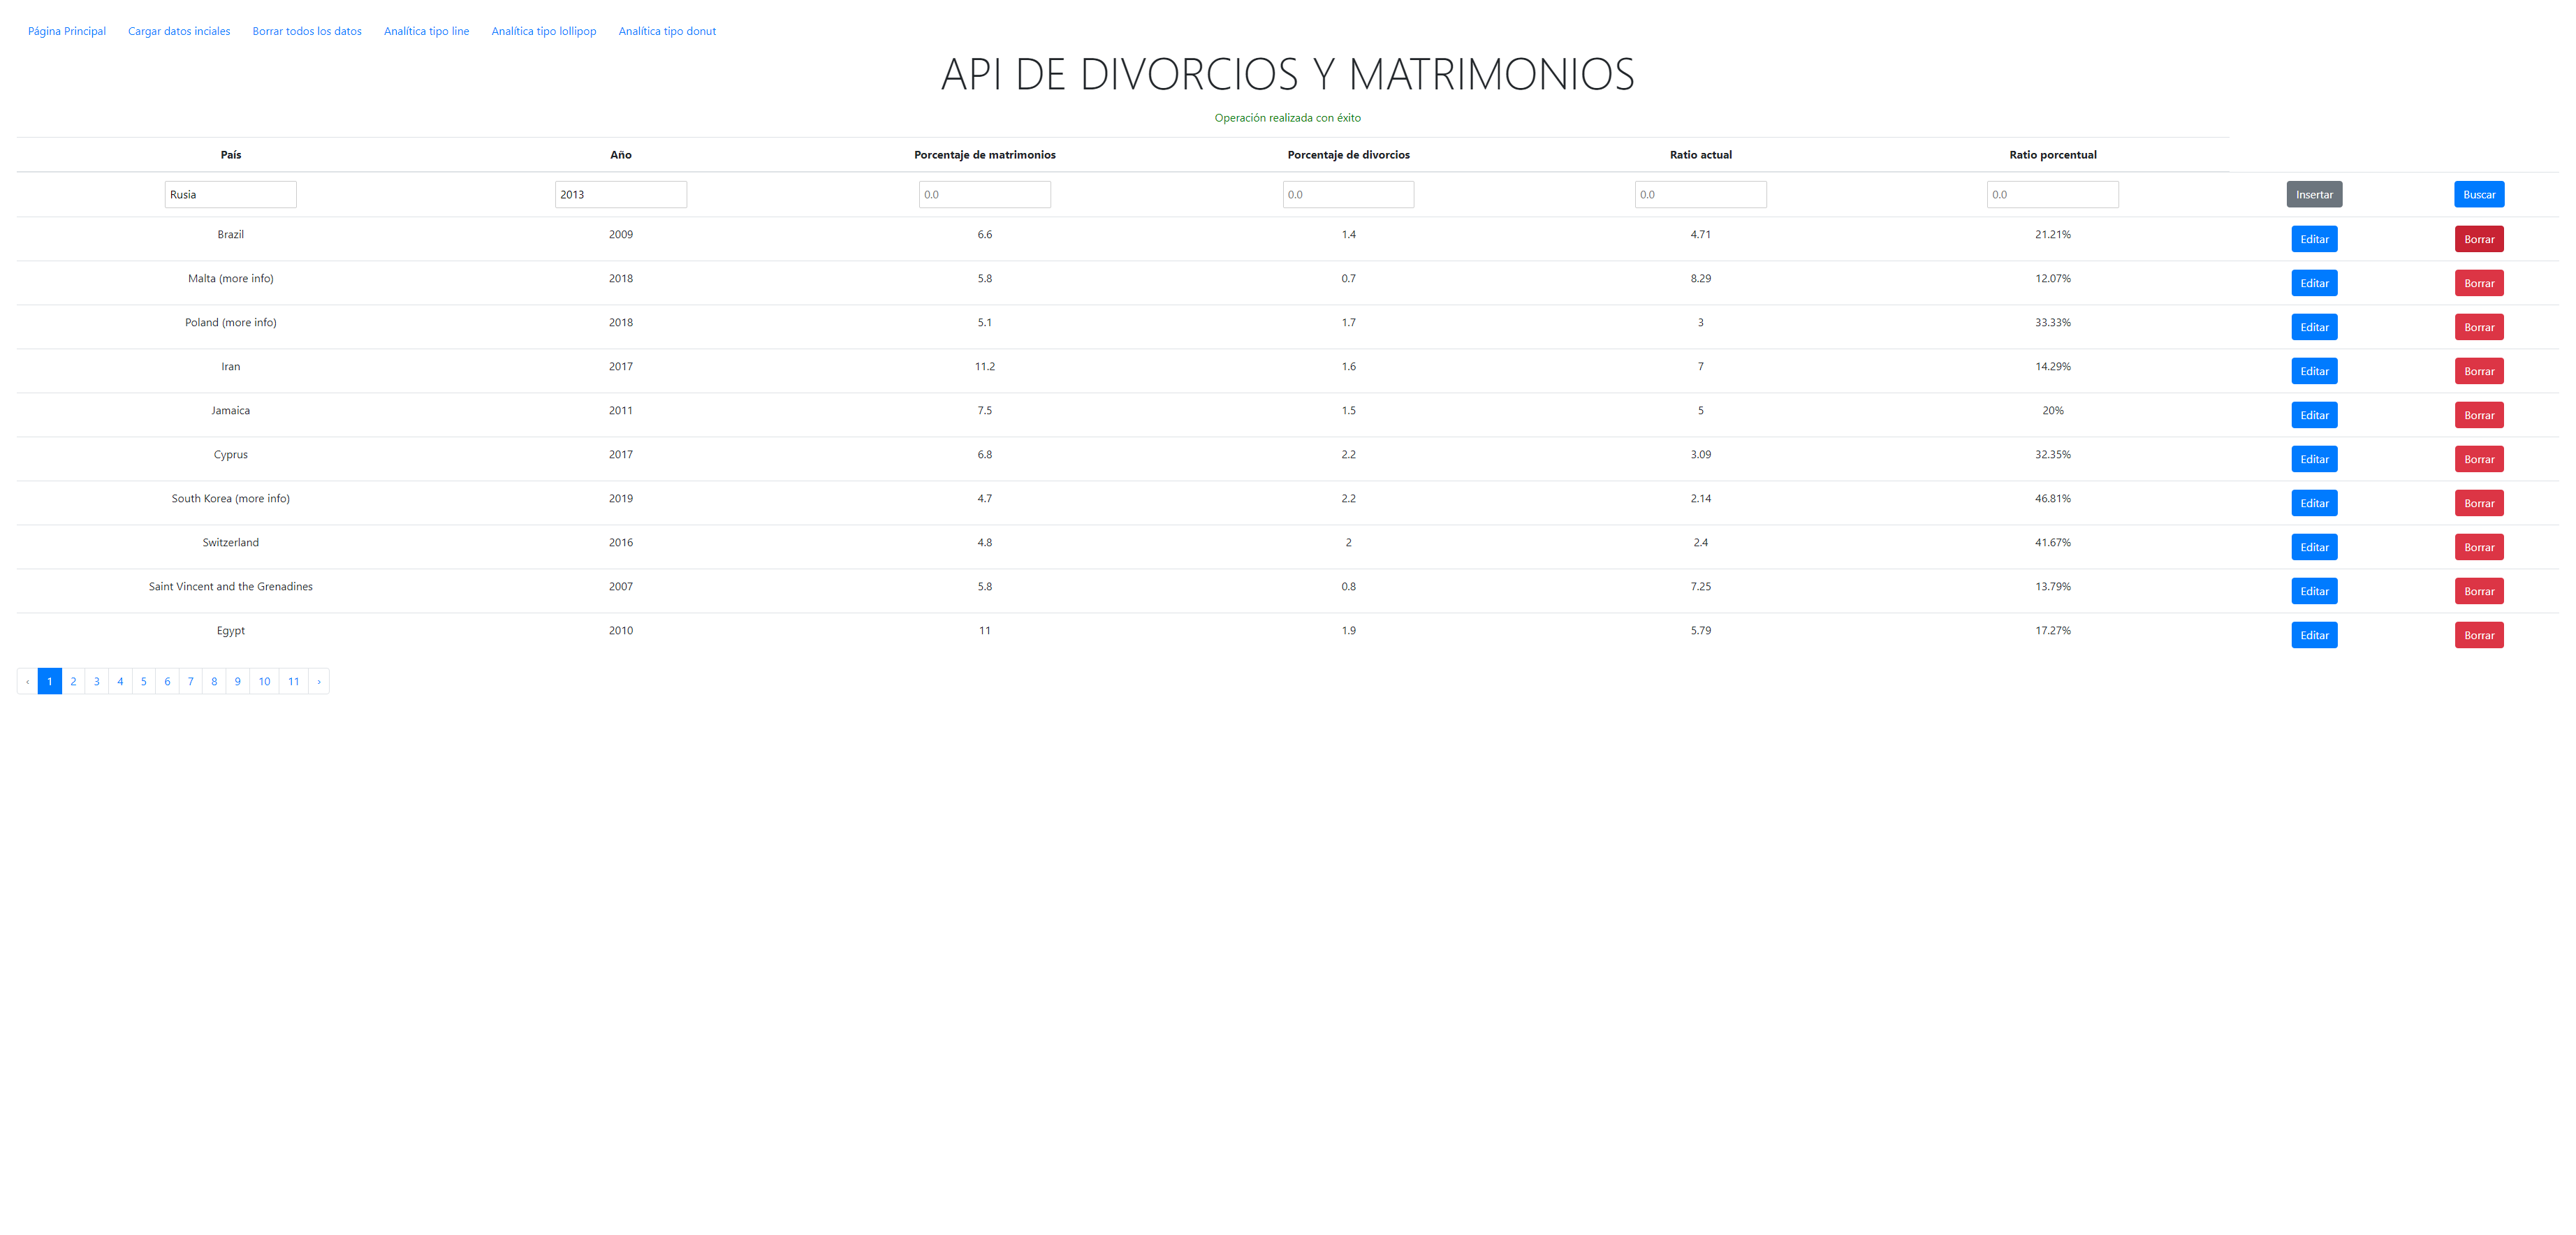 Página Principal Cargar datos inciales Borrar todos los datos Analítica tipo line Analítica tipo lollipop Analítica tipo donut
API DE DIVORCIOS Y MATRIMONIOS
Operación realizada con éxito
País Año Porcentaje de matrimonios Porcentaje de divorcios Ratio actual Ratio porcentual
Rusia 2013 0.0 0.0 0.0 0.0 Insertar Buscar
Brazil 2009 6.6 1.4 4.71 21.21% Editar Borrar
Malta (more info) 2018 5.8 0.7 8.29 12.07% Editar Borrar
Poland (more info) 2018 5.1 1.7 3 33.33% Editar Borrar
Iran 2017 11.2 1.6 7 14.29% Editar Borrar
Jamaica 2011 7.5 1.5 5 20% Editar Borrar
Cyprus 2017 6.8 2.2 3.09 32.35% Editar Borrar
South Korea (more info) 2019 4.7 2.2 2.14 46.81% Editar Borrar
Switzerland 2016 4.8 2 2.4 41.67% Editar Borrar
Saint Vincent and the Grenadines 2007 5.8 0.8 7.25 13.79% Editar Borrar
Egypt 2010 11 1.9 5.79 17.27% Editar Borrar
‹ 1 2 3 4 5 6 7 8 9 10 11 ›